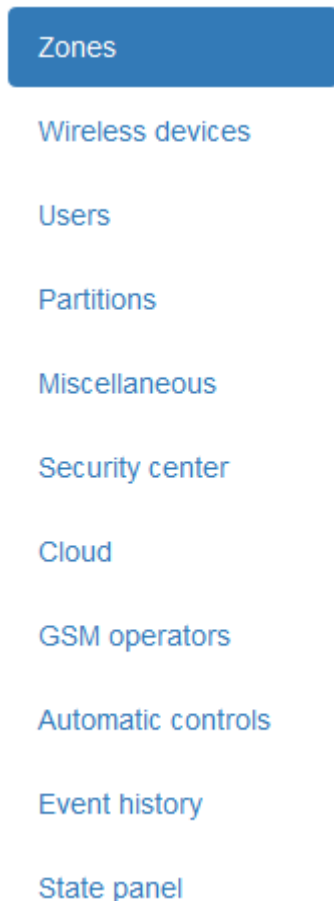 Zones
Wireless devices
Users
Partitions
Miscellaneous
Security center
Cloud
GSM operators
Automatic controls
Event history
State panel